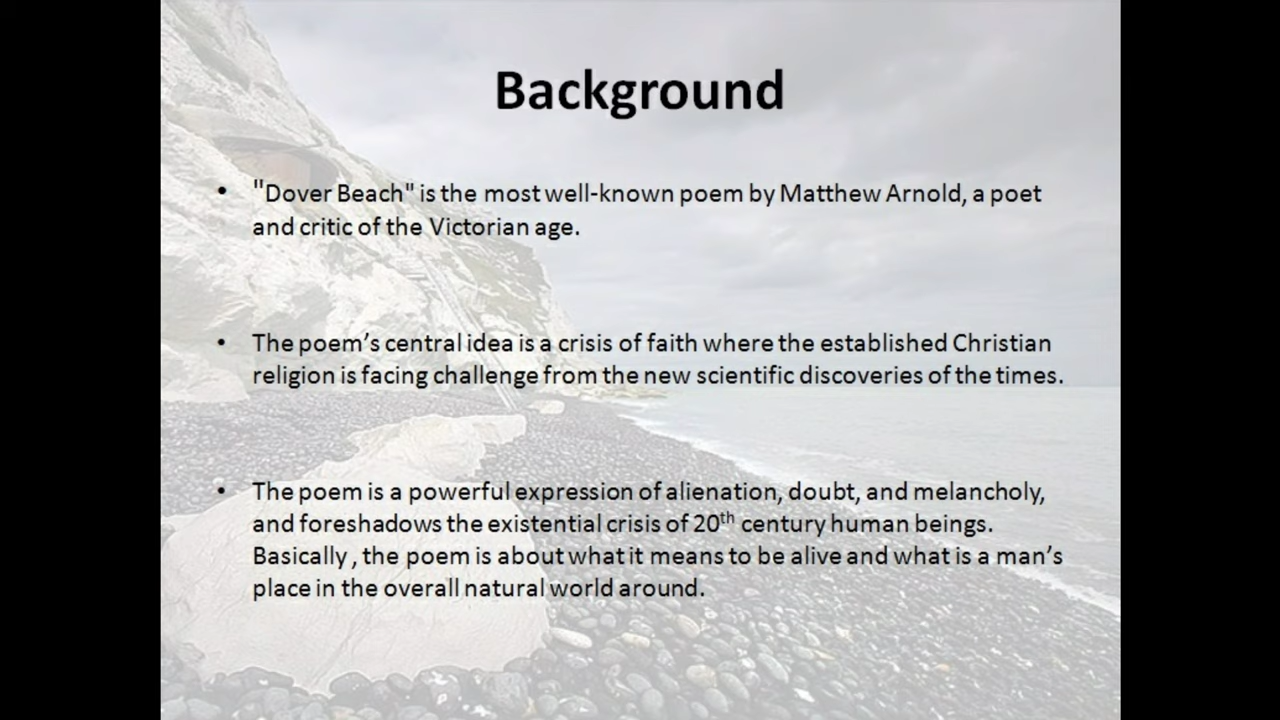 Background
• "Dover Beach" is the most well-known poem by Matthew Arnold, a poet
and critic of the Victorian age.
• The poem’s central idea is a crisis of faith where the established Christian
religion is facing challenge from the new scientific discoveries of the times.
• The poem is a powerful expression of alienation, doubt, and melancholy,
and foreshadows the existential crisis of 20th century human beings.
Basically , the poem is about what it means to be alive and what is a man’s
place in the overall natural world around.